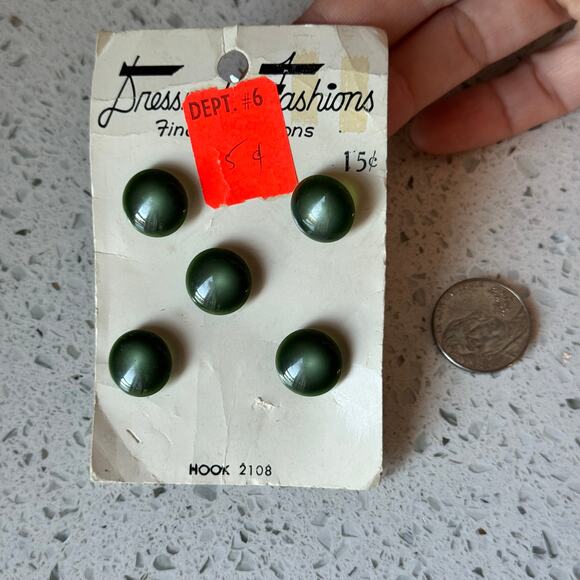 Dress Fashions
DEPT. #6
5¢
15¢
HOOK 2108